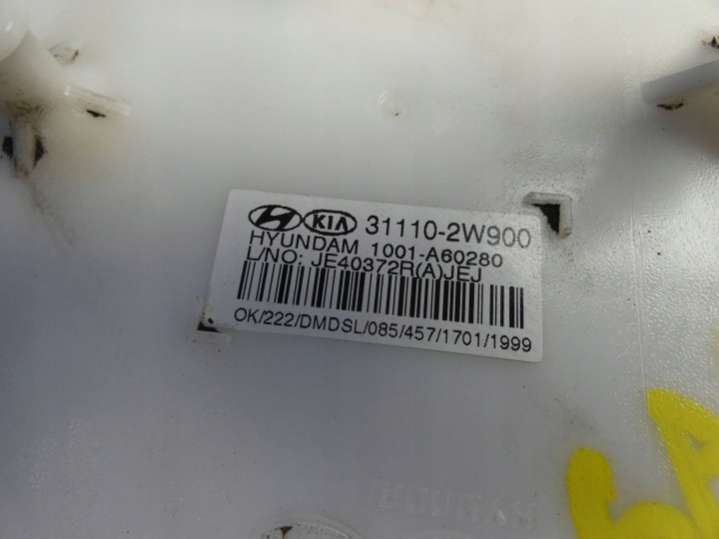 KIA 31110-2W900
HYUNDAM 1001-A60280
L/NO: JE40372R(A)JEJ
OK/222/DMDSL/085/457/1701/1999